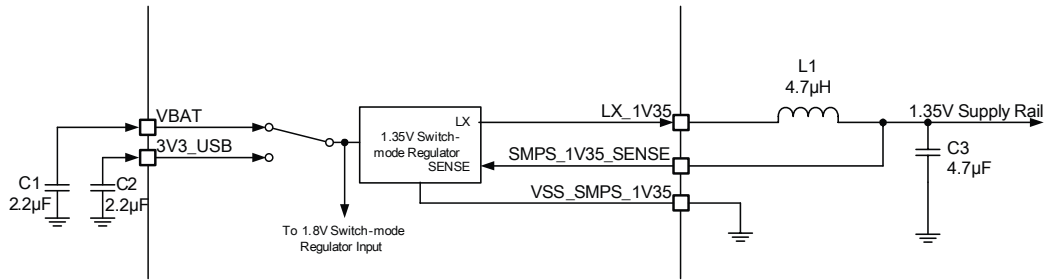 L1
4.7µH
VBAT
LX
LX_1V35
1.35V Supply Rail
1.35V Switch-
mode Regulator
3V3_USB
SENSE
SMPS_1V35_SENSE
C3
4.7µF
C1
2.2µF
C2
2.2µF
VSS_SMPS_1V35
To 1.8V Switch-mode
Regulator Input